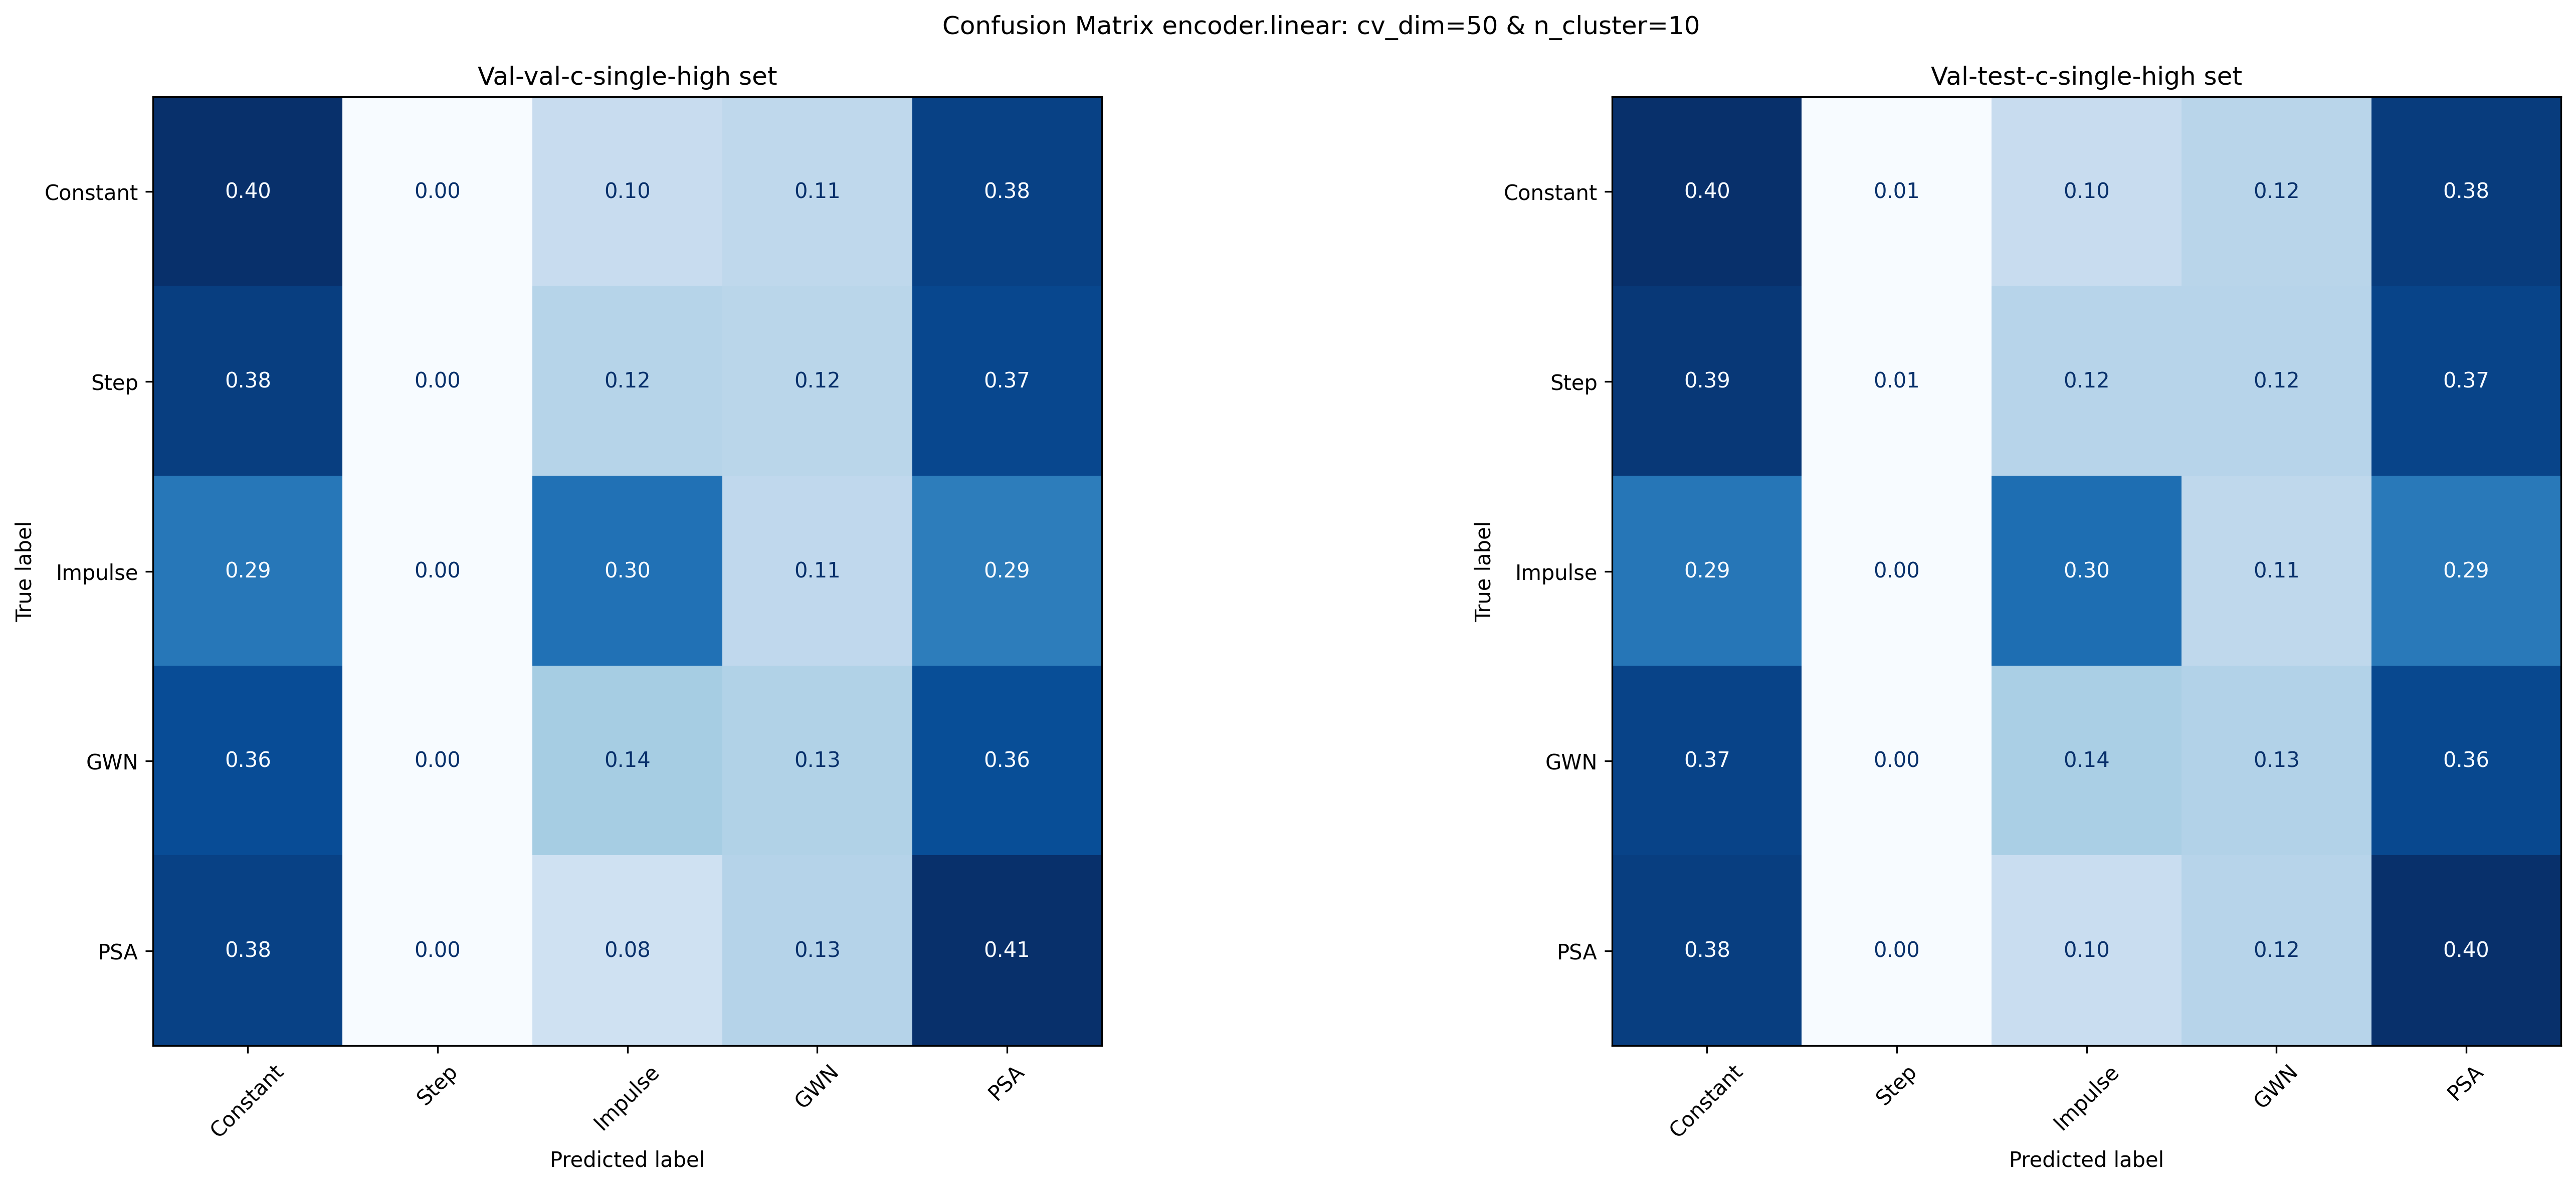 Confusion Matrix encoder.linear: cv_dim=50 & n_cluster=10
Val-val-c-single-high set
True label
Constant 0.40 0.00 0.10 0.11 0.38
Step 0.38 0.00 0.12 0.12 0.37
Impulse 0.29 0.00 0.30 0.11 0.29
GWN 0.36 0.00 0.14 0.13 0.36
PSA 0.38 0.00 0.08 0.13 0.41
Constant Step Impulse GWN PSA
Predicted label
Val-test-c-single-high set
True label
Constant 0.40 0.01 0.10 0.12 0.38
Step 0.39 0.01 0.12 0.12 0.37
Impulse 0.29 0.00 0.30 0.11 0.29
GWN 0.37 0.00 0.14 0.13 0.36
PSA 0.38 0.00 0.10 0.12 0.40
Constant Step Impulse GWN PSA
Predicted label